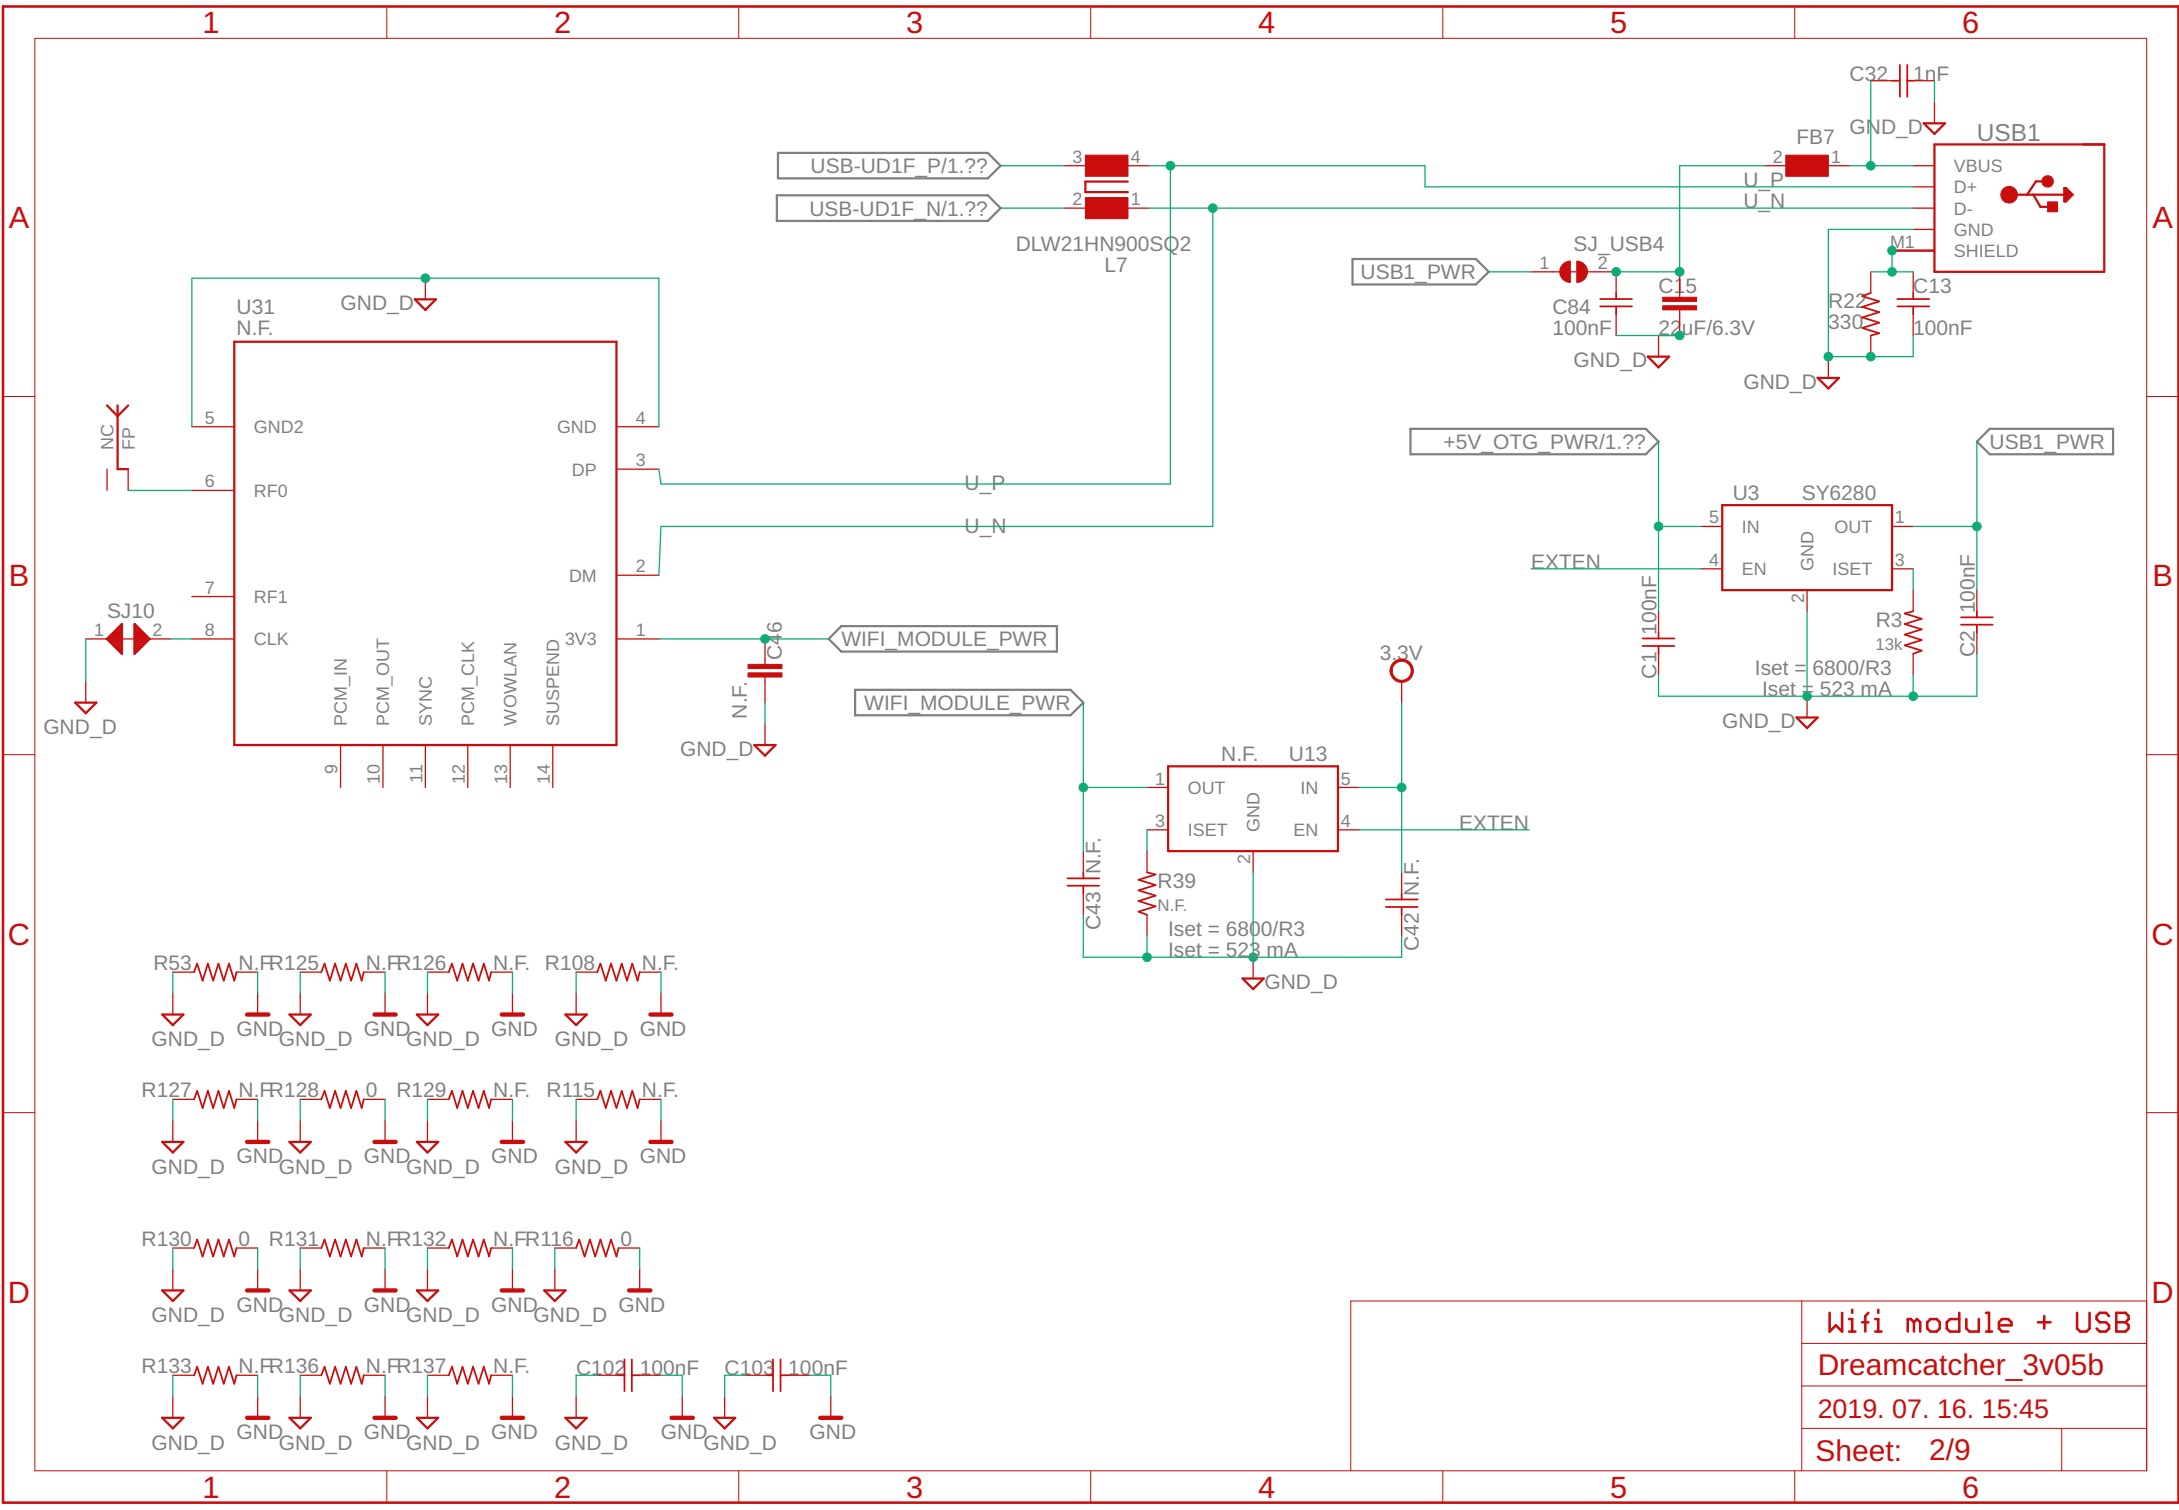 1 2 3 4 5 6
A
B
C
D
A
B
C
D
C32 1nF
GND_D
USB1
FB7
2 1
VBUS
D+
D-
GND
SHIELD
M1
U_P
U_N
USB-UD1F_P/1.??
USB-UD1F_N/1.??
3 4
2 1
DLW21HN900SQ2
L7
USB1_PWR
SJ_USB4
1 2
C84
100nF
C15
22uF/6.3V
GND_D
R22
330
C13
100nF
GND_D
U31
N.F.
GND_D
NC
FP
5 GND2
6 RF0
7 RF1
8 CLK
GND 4
DP 3
DM 2
3V3 1
PCM_IN
PCM_OUT
SYNC
PCM_CLK
WOWLAN
SUSPEND
9 10 11 12 13 14
SJ10
1 2
GND_D
U_P
U_N
C46
N.F.
GND_D
WIFI_MODULE_PWR
WIFI_MODULE_PWR
3.3V
N.F. U13
1 OUT IN 5
3 ISET EN 4
GND
2
EXTEN
C43 N.F.
R39
N.F.
C42 N.F.
Iset = 6800/R3
Iset = 523 mA
GND_D
+5V_OTG_PWR/1.??
USB1_PWR
U3 SY6280
5 IN OUT 1
4 EN ISET 3
GND
2
EXTEN
C1 100nF
R3
13k
C2 100nF
Iset = 6800/R3
Iset = 523 mA
GND_D
R53 N.F. R125 N.F. R126 N.F. R108 N.F.
GND GND GND GND
GND_D GND_D GND_D GND_D
R127 N.F. R128 0 R129 N.F. R115 N.F.
GND GND GND GND
GND_D GND_D GND_D GND_D
R130 0 R131 N.F. R132 N.F. R116 0
GND GND GND GND
GND_D GND_D GND_D GND_D
R133 N.F. R136 N.F. R137 N.F. C102 100nF C103 100nF
GND GND GND GND GND
GND_D GND_D GND_D GND_D GND_D
Wifi module + USB
Dreamcatcher_3v05b
2019. 07. 16. 15:45
Sheet: 2/9
1 2 3 4 5 6